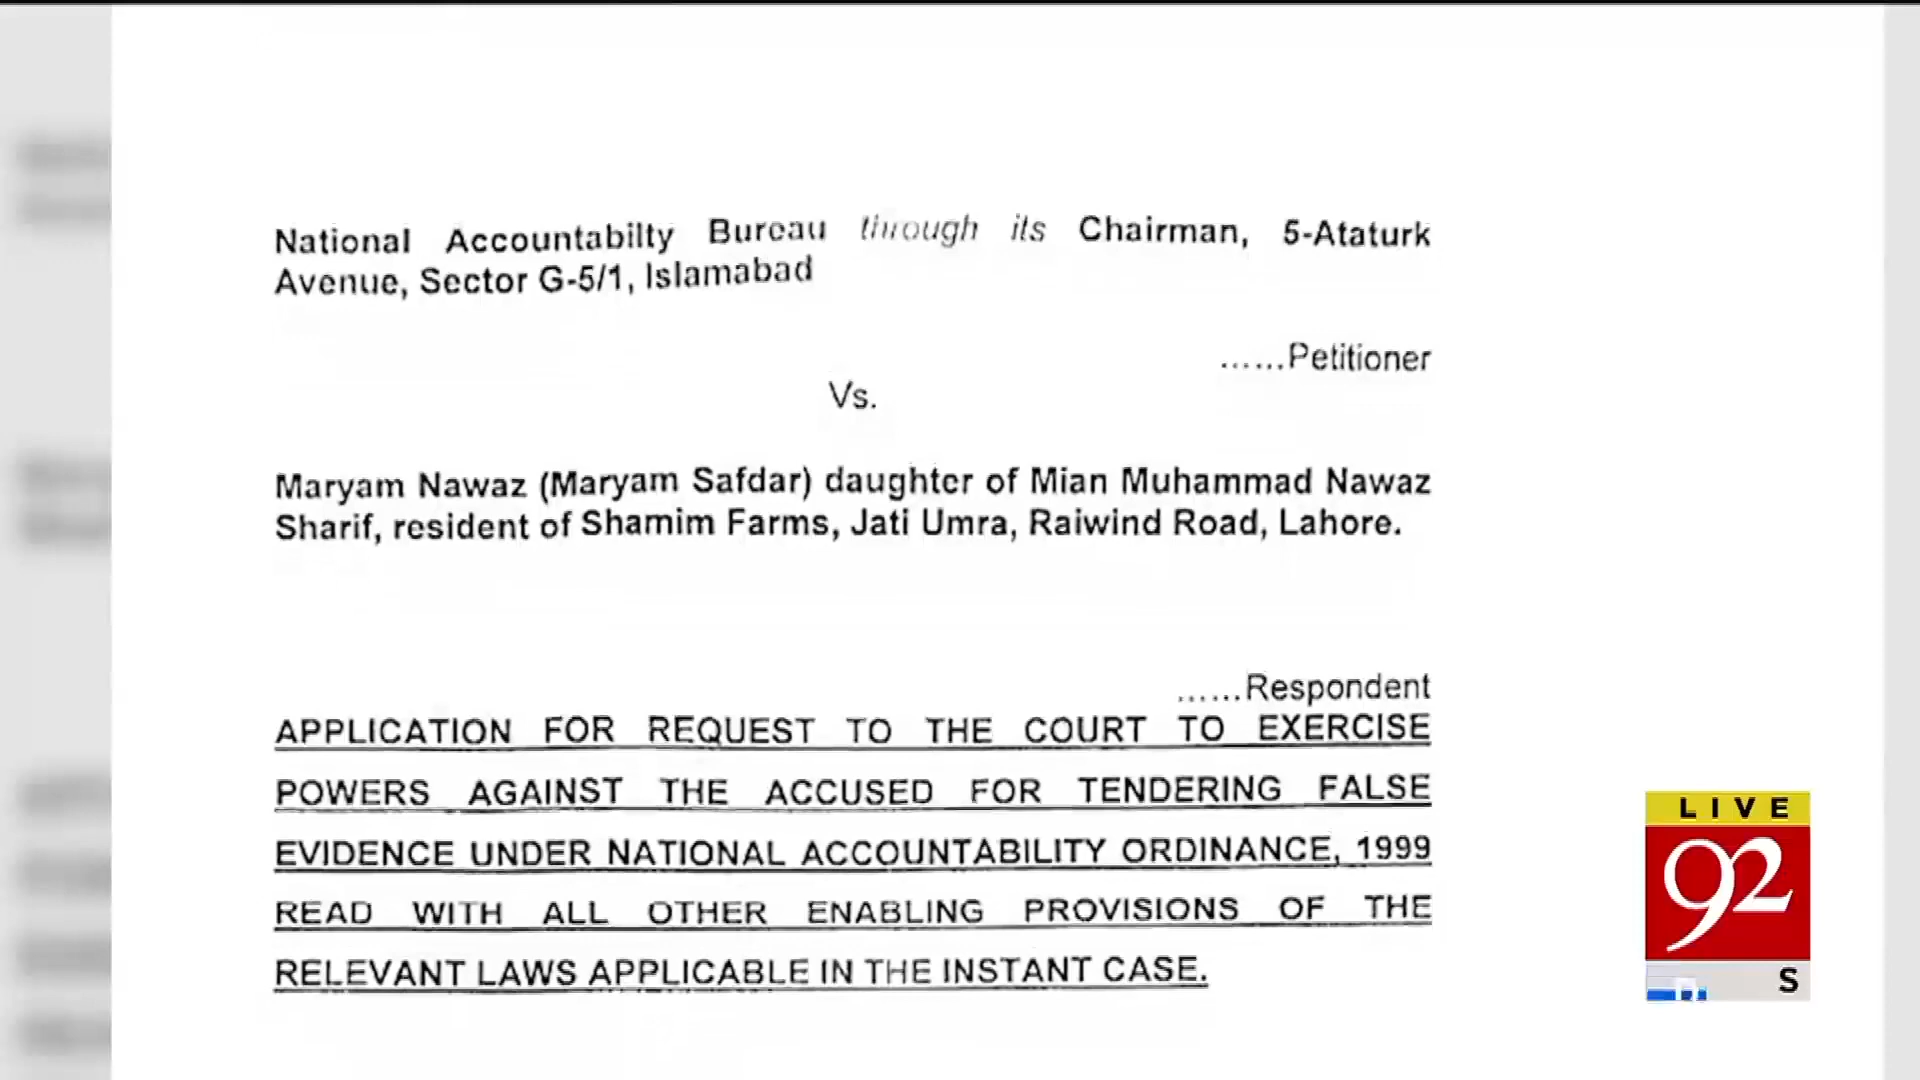 National Accountabilty Bureau through its Chairman, 5-Ataturk
Avenue, Sector G-5/1, Islamabad
......Petitioner
Vs.
Maryam Nawaz (Maryam Safdar) daughter of Mian Muhammad Nawaz
Sharif, resident of Shamim Farms, Jati Umra, Raiwind Road, Lahore.
......Respondent
APPLICATION FOR REQUEST TO THE COURT TO EXERCISE
POWERS AGAINST THE ACCUSED FOR TENDERING FALSE
EVIDENCE UNDER NATIONAL ACCOUNTABILITY ORDINANCE, 1999
READ WITH ALL OTHER ENABLING PROVISIONS OF THE
RELEVANT LAWS APPLICABLE IN THE INSTANT CASE.
LIVE
92
S